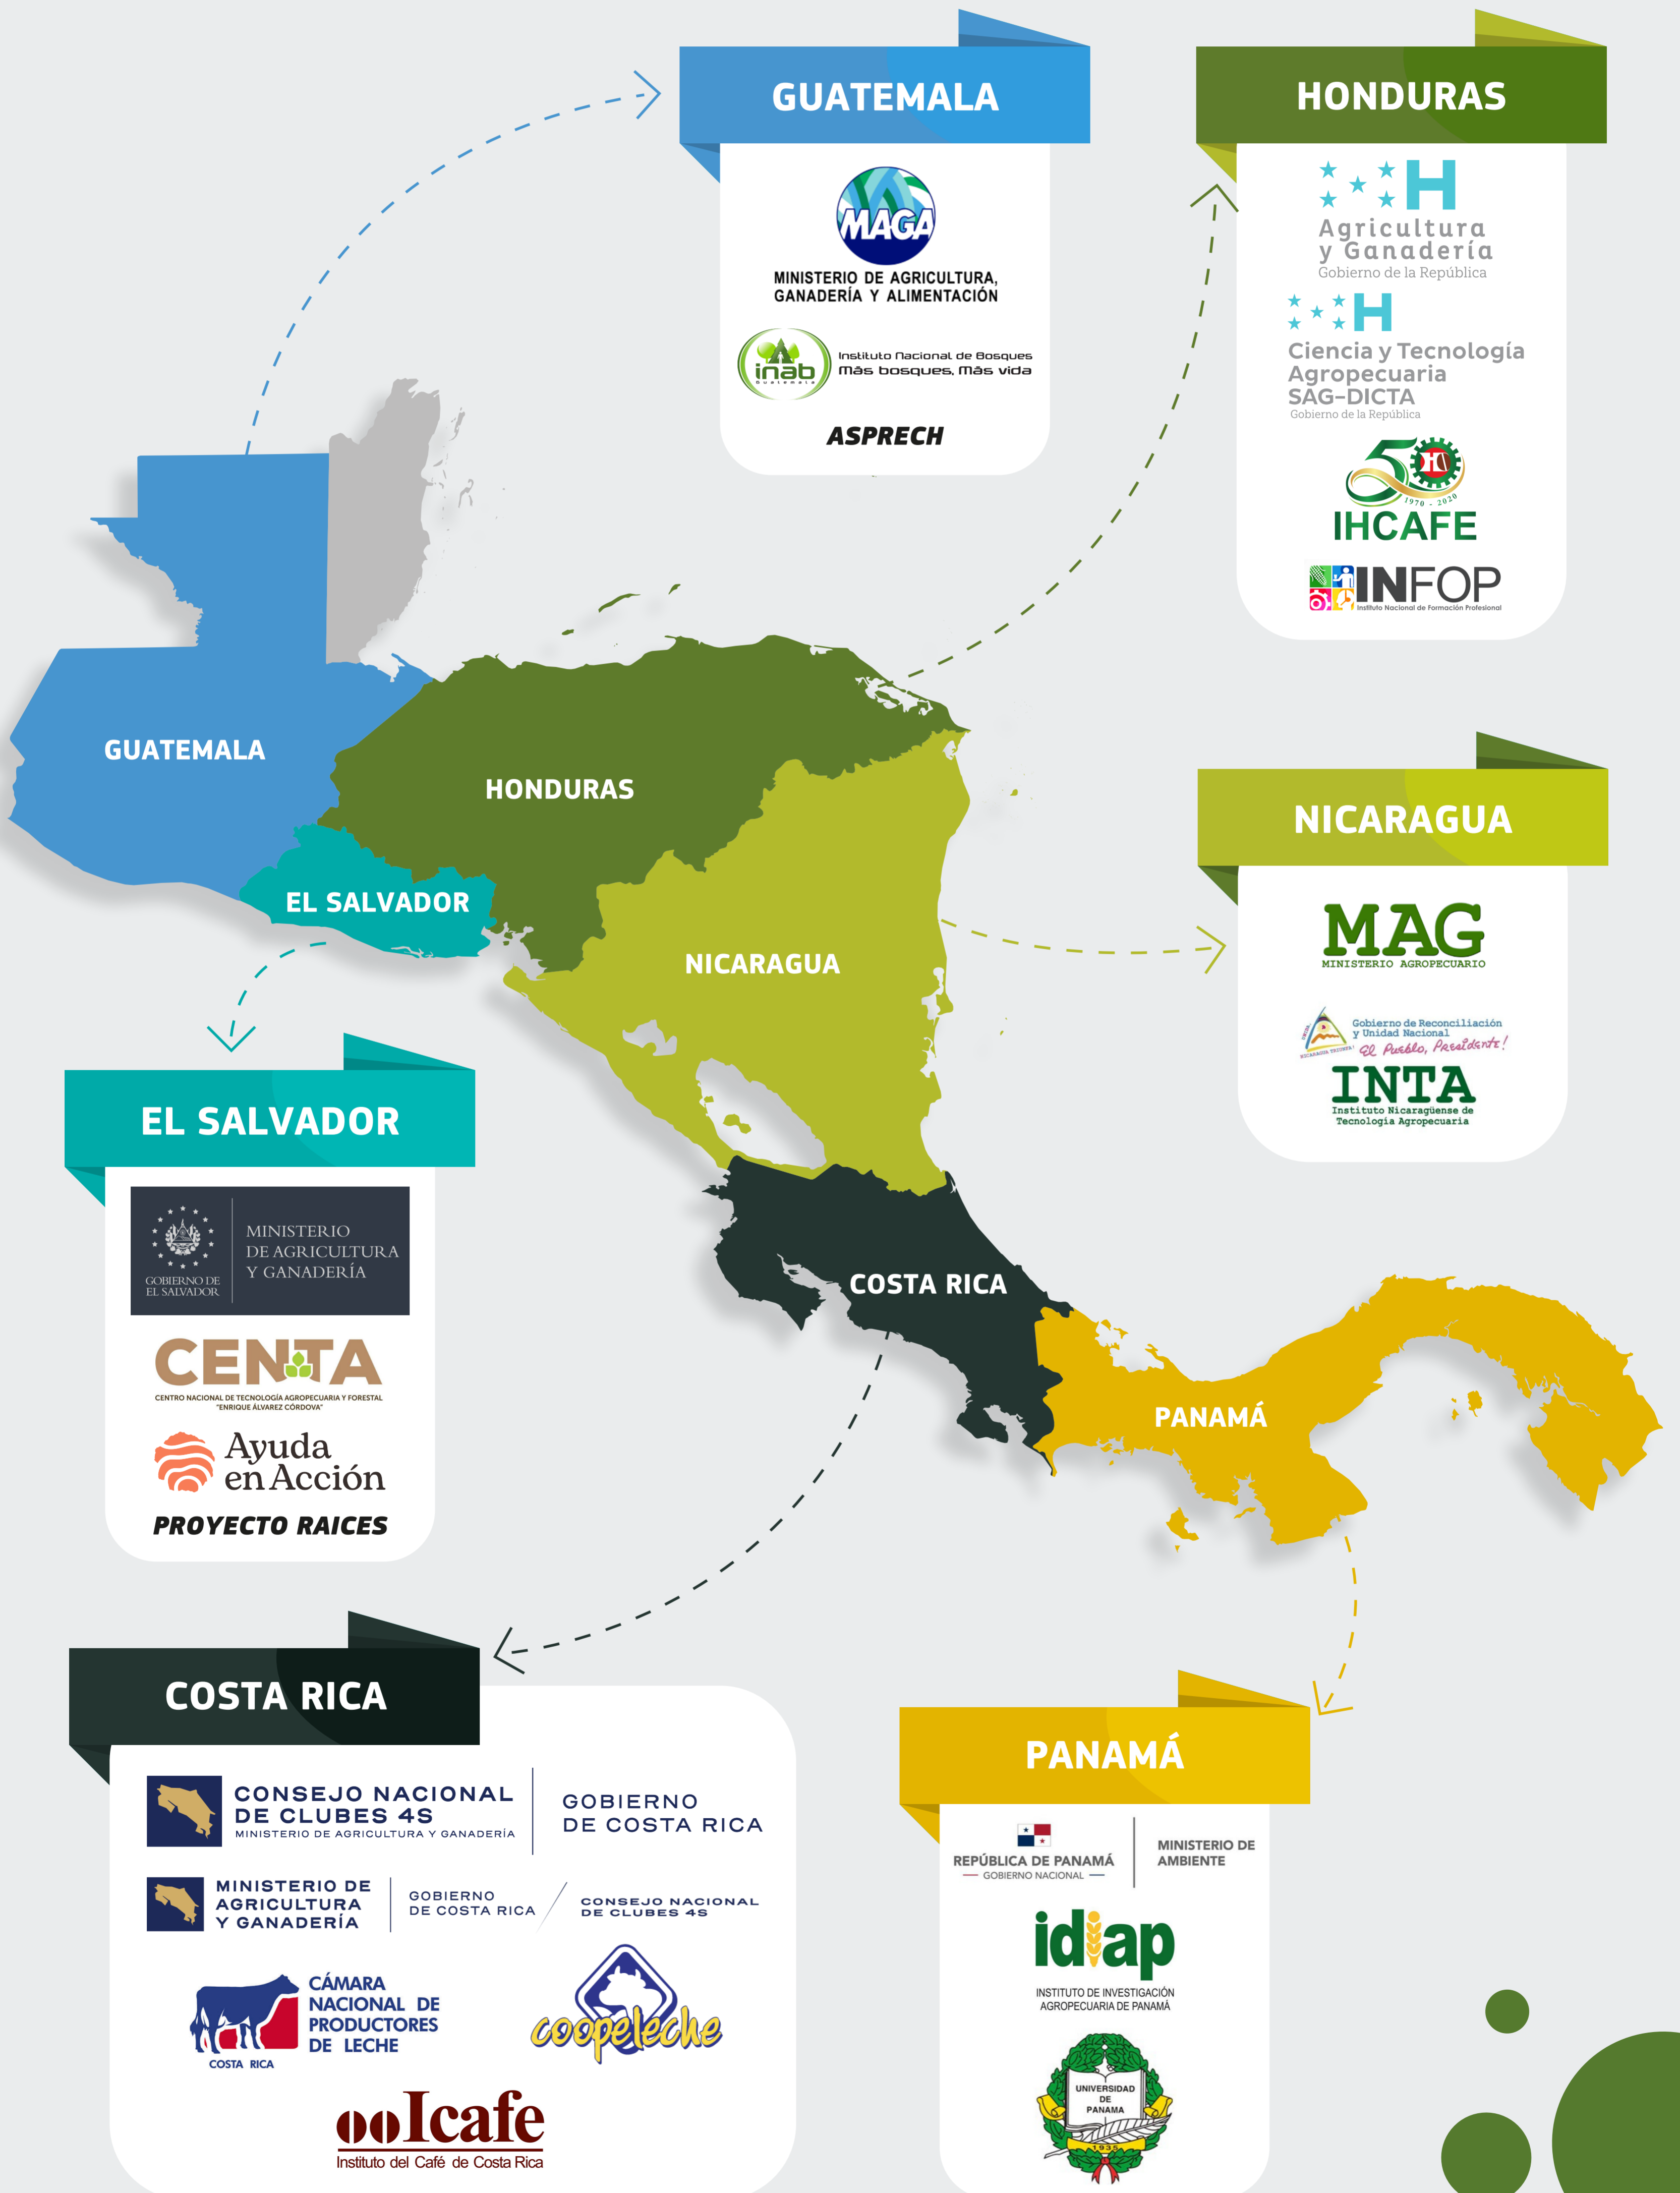 GUATEMALA
MAGA
MINISTERIO DE AGRICULTURA,
GANADERÍA Y ALIMENTACIÓN
inab
Guatemala
Instituto Nacional de Bosques
Más bosques, Más vida
ASPRECH
HONDURAS
H
Agricultura
y Ganadería
Gobierno de la República
H
Ciencia y Tecnología
Agropecuaria
SAG-DICTA
Gobierno de la República
50
1970 - 2020
IHCAFE
INFOP
Instituto Nacional de Formación Profesional
GUATEMALA
HONDURAS
EL SALVADOR
NICARAGUA
COSTA RICA
PANAMÁ
NICARAGUA
MAG
MINISTERIO AGROPECUARIO
Gobierno de Reconciliación
y Unidad Nacional
El Pueblo, Presidente!
INTA
Instituto Nicaragüense de
Tecnología Agropecuaria
EL SALVADOR
GOBIERNO DE
EL SALVADOR
MINISTERIO
DE AGRICULTURA
Y GANADERÍA
CENTA
CENTRO NACIONAL DE TECNOLOGÍA AGROPECUARIA Y FORESTAL
"ENRIQUE ÁLVAREZ CÓRDOVA"
Ayuda
en Acción
PROYECTO RAICES
COSTA RICA
CONSEJO NACIONAL
DE CLUBES 4S
MINISTERIO DE AGRICULTURA Y GANADERÍA
GOBIERNO
DE COSTA RICA
MINISTERIO DE
AGRICULTURA
Y GANADERÍA
GOBIERNO
DE COSTA RICA
CONSEJO NACIONAL
DE CLUBES 4S
CÁMARA
NACIONAL DE
PRODUCTORES
DE LECHE
COSTA RICA
coopeleche
Icafe
Instituto del Café de Costa Rica
PANAMÁ
REPÚBLICA DE PANAMÁ
GOBIERNO NACIONAL
MINISTERIO DE
AMBIENTE
idiap
INSTITUTO DE INVESTIGACIÓN
AGROPECUARIA DE PANAMÁ
UNIVERSIDAD
DE
PANAMA
1935